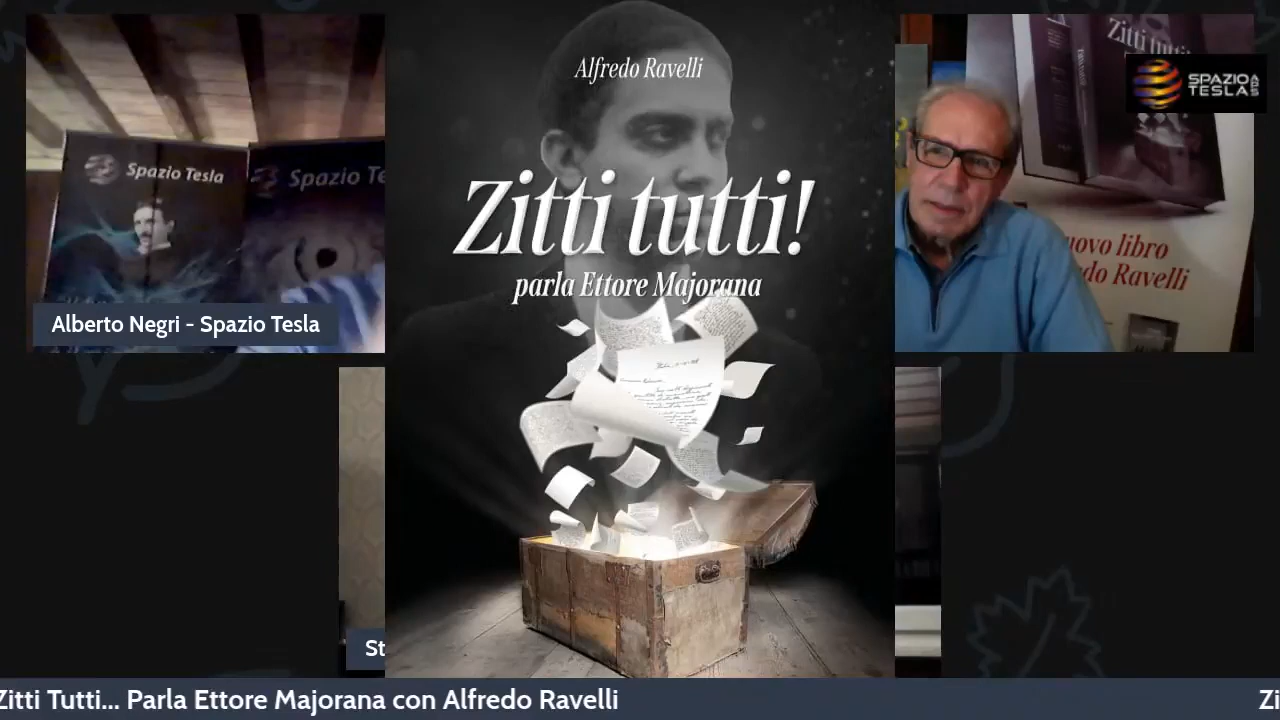 Spazio Tesla
Spazio Te
Alberto Negri - Spazio Tesla
Alfredo Ravelli
Zitti tutti!
parla Ettore Majorana
Zitti tutti!
SPAZIO
TESLA
uovo libro
do Ravelli
St
Zitti Tutti... Parla Ettore Majorana con Alfredo Ravelli
Zi